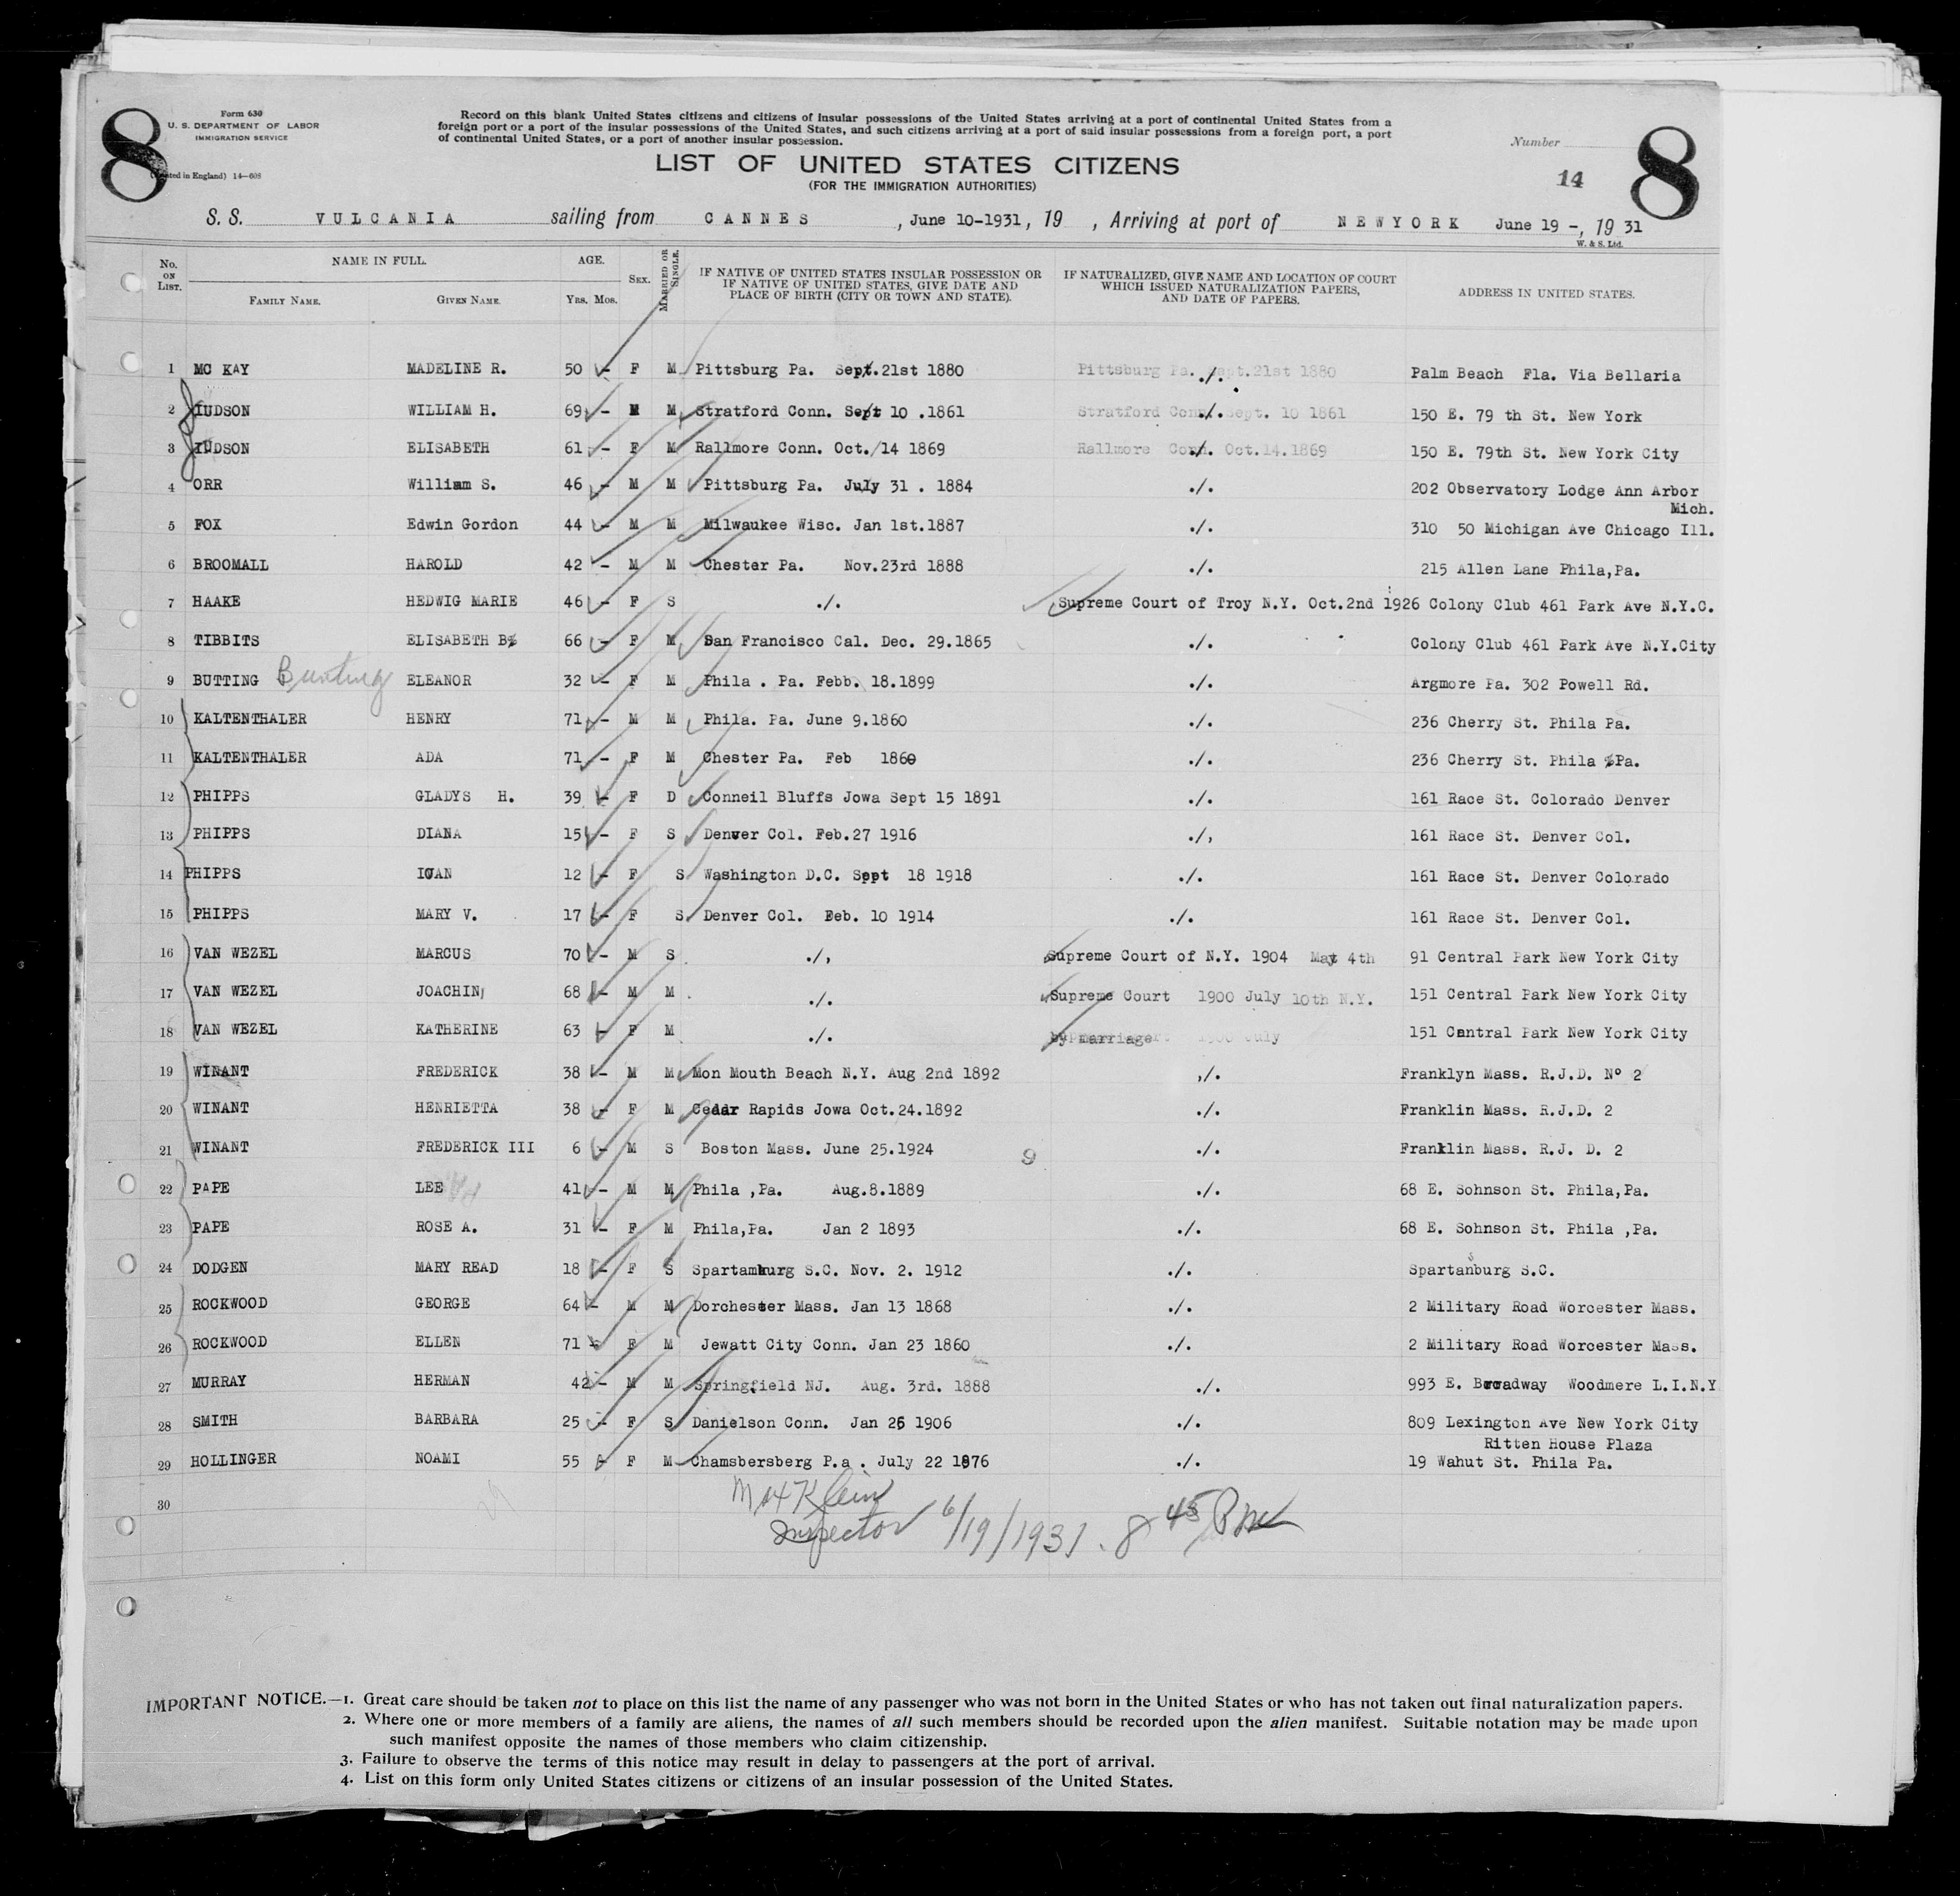 8
Form 630
U. S. DEPARTMENT OF LABOR
IMMIGRATION SERVICE
in England) 14—608
Record on this blank United States citizens and citizens of insular possessions of the United States arriving at a port of continental United States from a
foreign port or a port of the insular possessions of the United States, and such citizens arriving at a port of said insular possessions from a foreign port, a port
of continental United States, or a port of another insular possession.
LIST OF UNITED STATES CITIZENS
(FOR THE IMMIGRATION AUTHORITIES)
Number
14
8
S. S. VULCANIA sailing from CANNES , June 10-1931, 19 , Arriving at port of NEWYORK June 19 -, 19 31
W. & S. Ltd.
No. ON LIST. NAME IN FULL. FAMILY NAME. GIVEN NAME. AGE. YRS. MOS. SEX. MARRIED OR SINGLE. IF NATIVE OF UNITED STATES INSULAR POSSESSION OR IF NATIVE OF UNITED STATES, GIVE DATE AND PLACE OF BIRTH (CITY OR TOWN AND STATE). IF NATURALIZED, GIVE NAME AND LOCATION OF COURT WHICH ISSUED NATURALIZATION PAPERS, AND DATE OF PAPERS. ADDRESS IN UNITED STATES.
1 MC KAY MADELINE R. 50 - F M Pittsburg Pa. Sept.21st 1880 Pittsburg Pa. Sept.21st 1880 ./. Palm Beach Fla. Via Bellaria
2 IUDSON WILLIAM H. 69 - M M Stratford Conn. Sept 10 .1861 Stratford Conn. Sept. 10 1861 ./. 150 E. 79 th St. New York
3 IUDSON ELISABETH 61 - F M Rallmore Conn. Oct./14 1869 Rallmore Conn. Oct.14.1869 ./. 150 E. 79th St. New York City
4 ORR William S. 46 - M M Pittsburg Pa. July 31 . 1884 ./. 202 Observatory Lodge Ann Arbor
Mich.
5 FOX Edwin Gordon 44 - M M Milwaukee Wisc. Jan 1st.1887 ./. 310 50 Michigan Ave Chicago Ill.
6 BROOMALL HAROLD 42 - M M Chester Pa. Nov.23rd 1888 ./. 215 Allen Lane Phila,Pa.
7 HAAKE HEDWIG MARIE 46 - F S ./. Supreme Court of Troy N.Y. Oct.2nd 1926 Colony Club 461 Park Ave N.Y.C.
8 TIBBITS ELISABETH B. 66 - F M San Francisco Cal. Dec. 29.1865 ./. Colony Club 461 Park Ave N.Y.City
9 BUTTING Bunting ELEANOR 32 - F M Phila . Pa. Febb. 18.1899 ./. Argmore Pa. 302 Powell Rd.
10 KALTENTHALER HENRY 71 - M M Phila. Pa. June 9.1860 ./. 236 Cherry St. Phila Pa.
11 KALTENTHALER ADA 71 - F M Chester Pa. Feb 1860 ./. 236 Cherry St. Phila Pa.
12 PHIPPS GLADYS H. 39 - F D Conneil Bluffs Jowa Sept 15 1891 ./. 161 Race St. Colorado Denver
13 PHIPPS DIANA 15 - F S Denver Col. Feb.27 1916 ./, 161 Race St. Denver Col.
14 PHIPPS IOAN 12 - F S Washington D.C. Sept 18 1918 ./. 161 Race St. Denver Colorado
15 PHIPPS MARY V. 17 - F S Denver Col. Feb. 10 1914 ./. 161 Race St. Denver Col.
16 VAN WEZEL MARCUS 70 - M S ./, Supreme Court of N.Y. 1904 May 4th 91 Central Park New York City
17 VAN WEZEL JOACHIN 68 - M M ./. Supreme Court 1900 July 10th N.Y. 151 Central Park New York City
18 VAN WEZEL KATHERINE 63 - F M ./. by marriage 151 Central Park New York City
19 WINANT FREDERICK 38 - M M Mon Mouth Beach N.Y. Aug 2nd 1892 ,/. Franklyn Mass. R.J.D. Nº 2
20 WINANT HENRIETTA 38 - F M Cedar Rapids Jowa Oct.24.1892 ./. Franklin Mass. R.J.D. 2
21 WINANT FREDERICK III 6 - M S Boston Mass. June 25.1924 9 ./. Franklin Mass. R.J. D. 2
22 PAPE LEE 41 - M M Phila ,Pa. Aug.8.1889 ./. 68 E. Sohnson St. Phila,Pa.
23 PAPE ROSE A. 31 - F M Phila,Pa. Jan 2 1893 ./. 68 E. Sohnson St. Phila ,Pa.
24 DODGEN MARY READ 18 - F S Spartamburg S.C. Nov. 2. 1912 ./. Spartanburg S.C.
25 ROCKWOOD GEORGE 64 - M M Dorchester Mass. Jan 13 1868 ./. 2 Military Road Worcester Mass.
26 ROCKWOOD ELLEN 71 - F M Jewatt City Conn. Jan 23 1860 ./. 2 Military Road Worcester Mass.
27 MURRAY HERMAN 42 - M M Springfield NJ. Aug. 3rd. 1888 ./. 993 E. Broadway Woodmere L.I.N.Y
28 SMITH BARBARA 25 - F S Danielson Conn. Jan 26 1906 ./. 809 Lexington Ave New York City
Ritten House Plaza
29 HOLLINGER NOAMI 55 - F M Chamsbersberg P.a . July 22 1876 ./. 19 Wahut St. Phila Pa.
30
Max Klein
Inspector 6/19/1931. 8 45 Pm
IMPORTANT NOTICE.—1. Great care should be taken not to place on this list the name of any passenger who was not born in the United States or who has not taken out final naturalization papers.
2. Where one or more members of a family are aliens, the names of all such members should be recorded upon the alien manifest. Suitable notation may be made upon
such manifest opposite the names of those members who claim citizenship.
3. Failure to observe the terms of this notice may result in delay to passengers at the port of arrival.
4. List on this form only United States citizens or citizens of an insular possession of the United States.